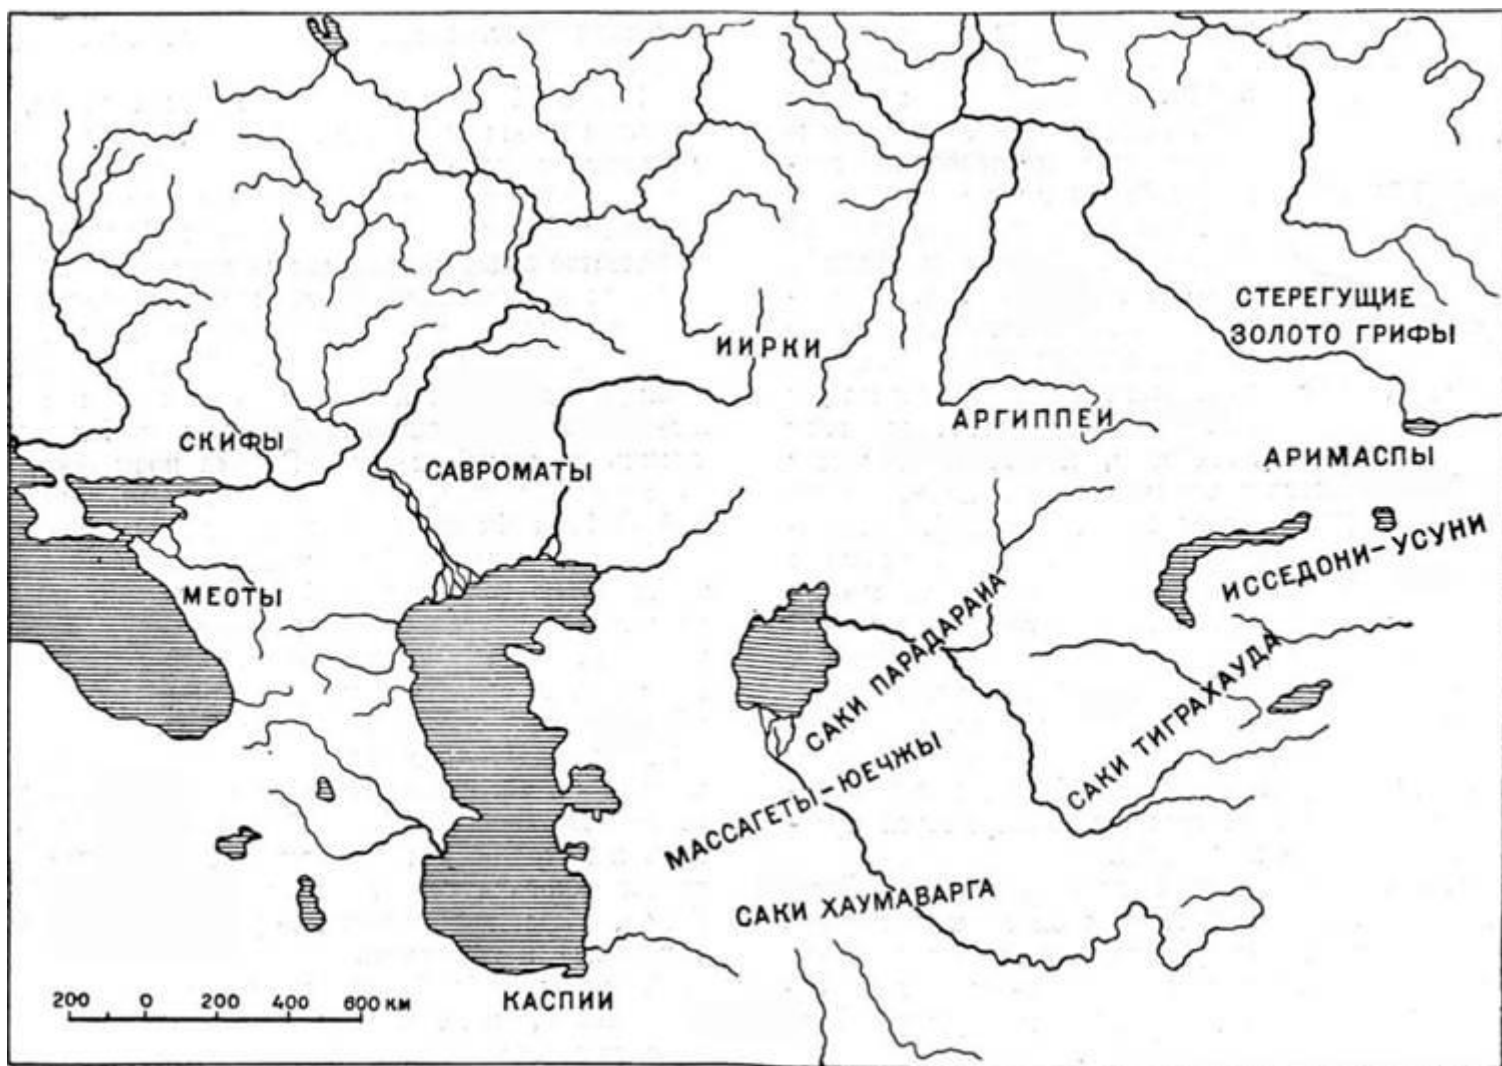 СТЕРЕГУЩИЕ
ЗОЛОТО ГРИФЫ
ИИРКИ
АРГИППЕИ
СКИФЫ
САВРОМАТЫ
АРИМАСПЫ
ИССЕДОНИ-УСУНИ
МЕОТЫ
САКИ ПАРАДАРАИА
САКИ ТИГРАХАУДА
МАССАГЕТЫ-ЮЕЧЖЫ
САКИ ХАУМАВАРГА
КАСПИИ
200 0 200 400 600 КМ